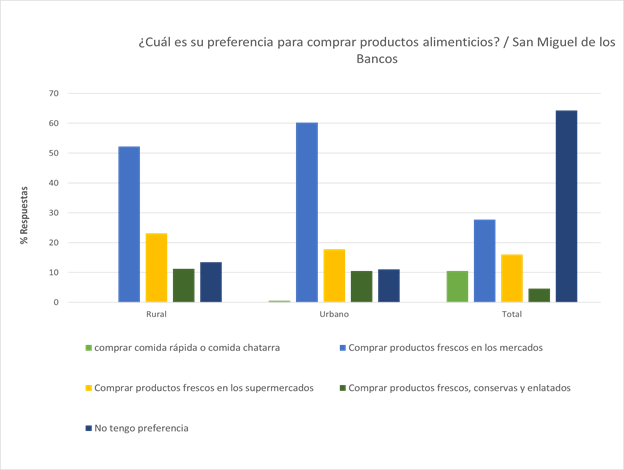 ¿Cuál es su preferencia para comprar productos alimenticios? / San Miguel de los
Bancos
70
60
50
40
30
20
10
0
% Respuestas
Rural Urbano Total
comprar comida rápida o comida chatarra Comprar productos frescos en los mercados
Comprar productos frescos en los supermercados Comprar productos frescos, conservas y enlatados
No tengo preferencia